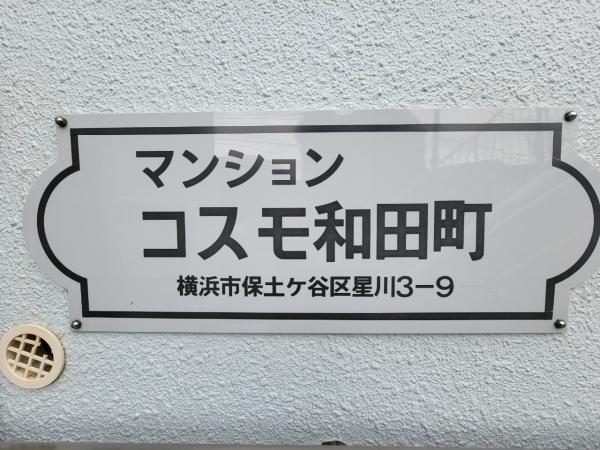 マンション
コスモ和田町
横浜市保土ケ谷区星川3-9